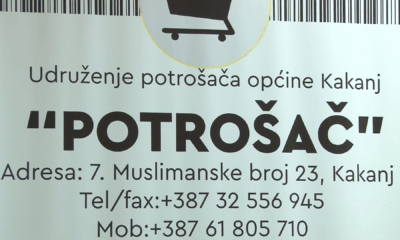 Udruženje potrošača općine Kakanj
“POTROŠAČ”
Adresa: 7. Muslimanske broj 23, Kakanj
Tel/fax:+387 32 556 945
Mob:+387 61 805 710